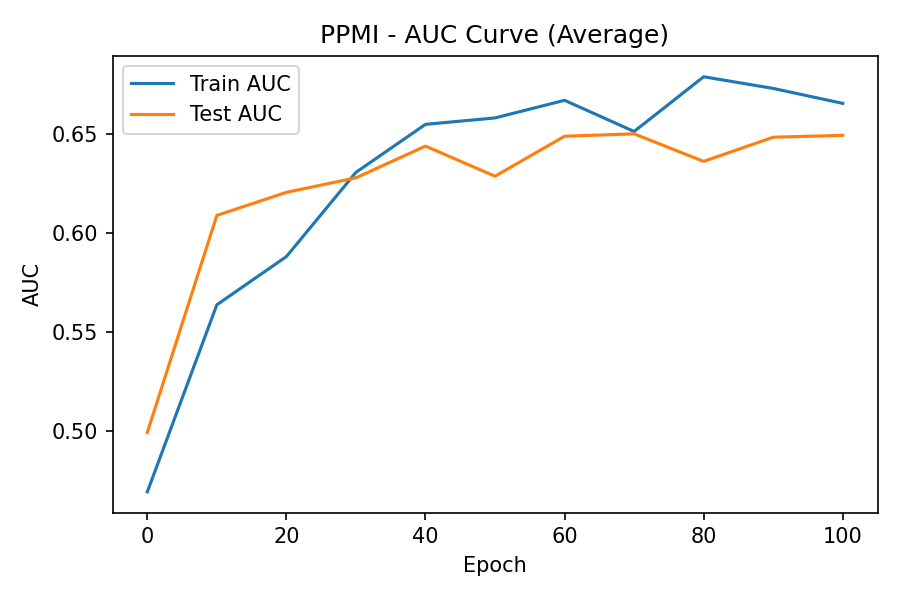 PPMI - AUC Curve (Average)
Train AUC
Test AUC
0.65
0.60
0.55
0.50
AUC
0 20 40 60 80 100
Epoch